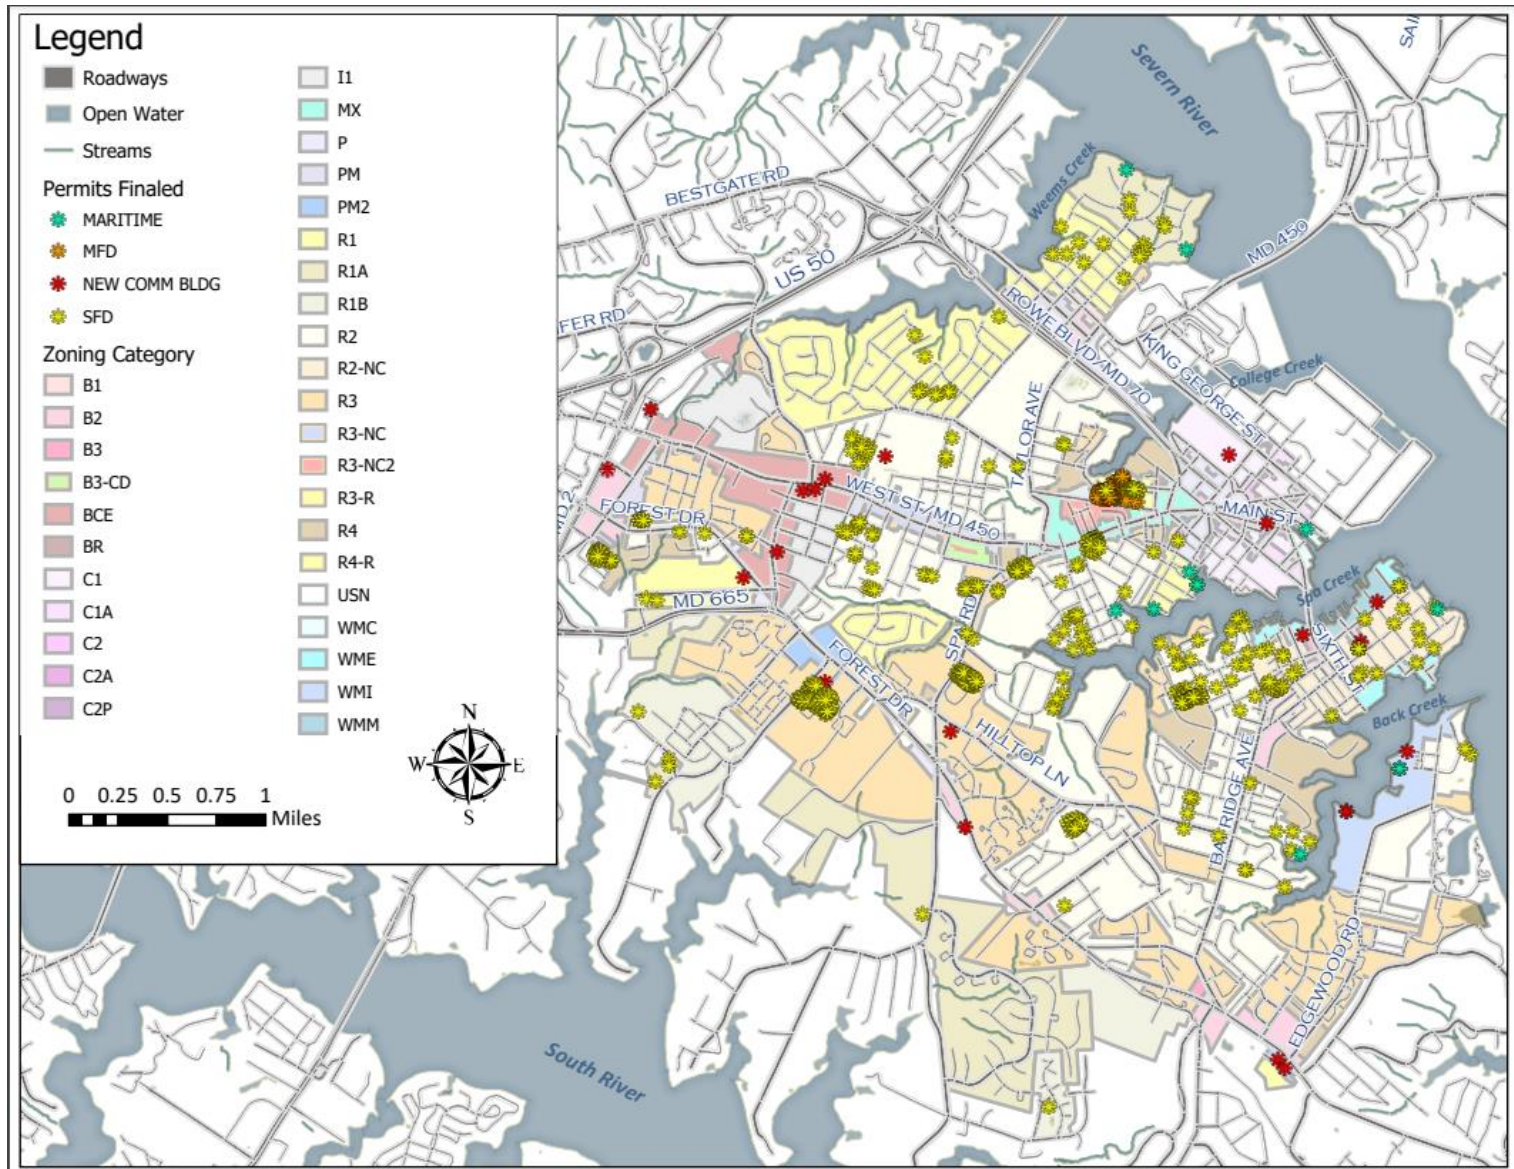 Legend
Roadways
Open Water
Streams
Permits Finaled
MARITIME
MFD
NEW COMM BLDG
SFD
Zoning Category
B1
B2
B3
B3-CD
BCE
BR
C1
C1A
C2
C2A
C2P
I1
MX
P
PM
PM2
R1
R1A
R1B
R2
R2-NC
R3
R3-NC
R3-NC2
R3-R
R4
R4-R
USN
WMC
WME
WMI
WMM
N
W E
S
0 0.25 0.5 0.75 1
Miles
Severn River
Weems Creek
BESTGATE RD
MD 450
US 50
ROWE BLVD/MD 70
KING GEORGE ST
College Creek
TAYLOR AVE
WEST ST/MD 450
MAIN ST
FOREST DR
MD 2
MD 665
SPA RD
Spa Creek
SIXTH ST
FOREST DR
HILLTOP LN
Back Creek
BAY RIDGE AVE
EDGEWOOD RD
South River